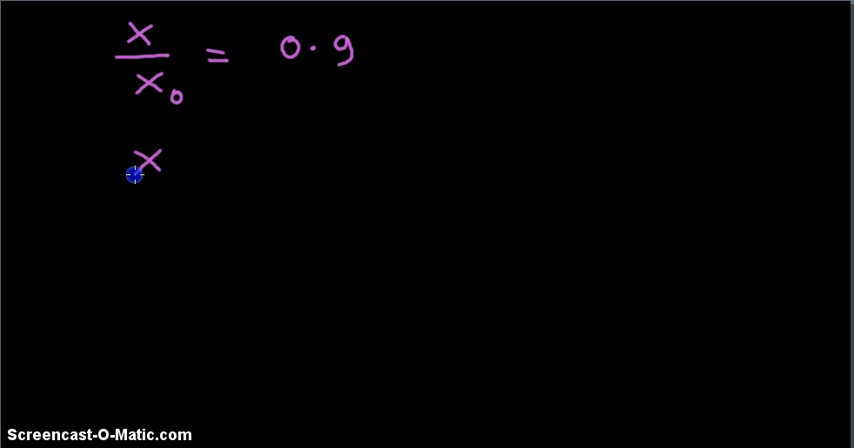 x/x₀ = 0.9
x
Screencast-O-Matic.com